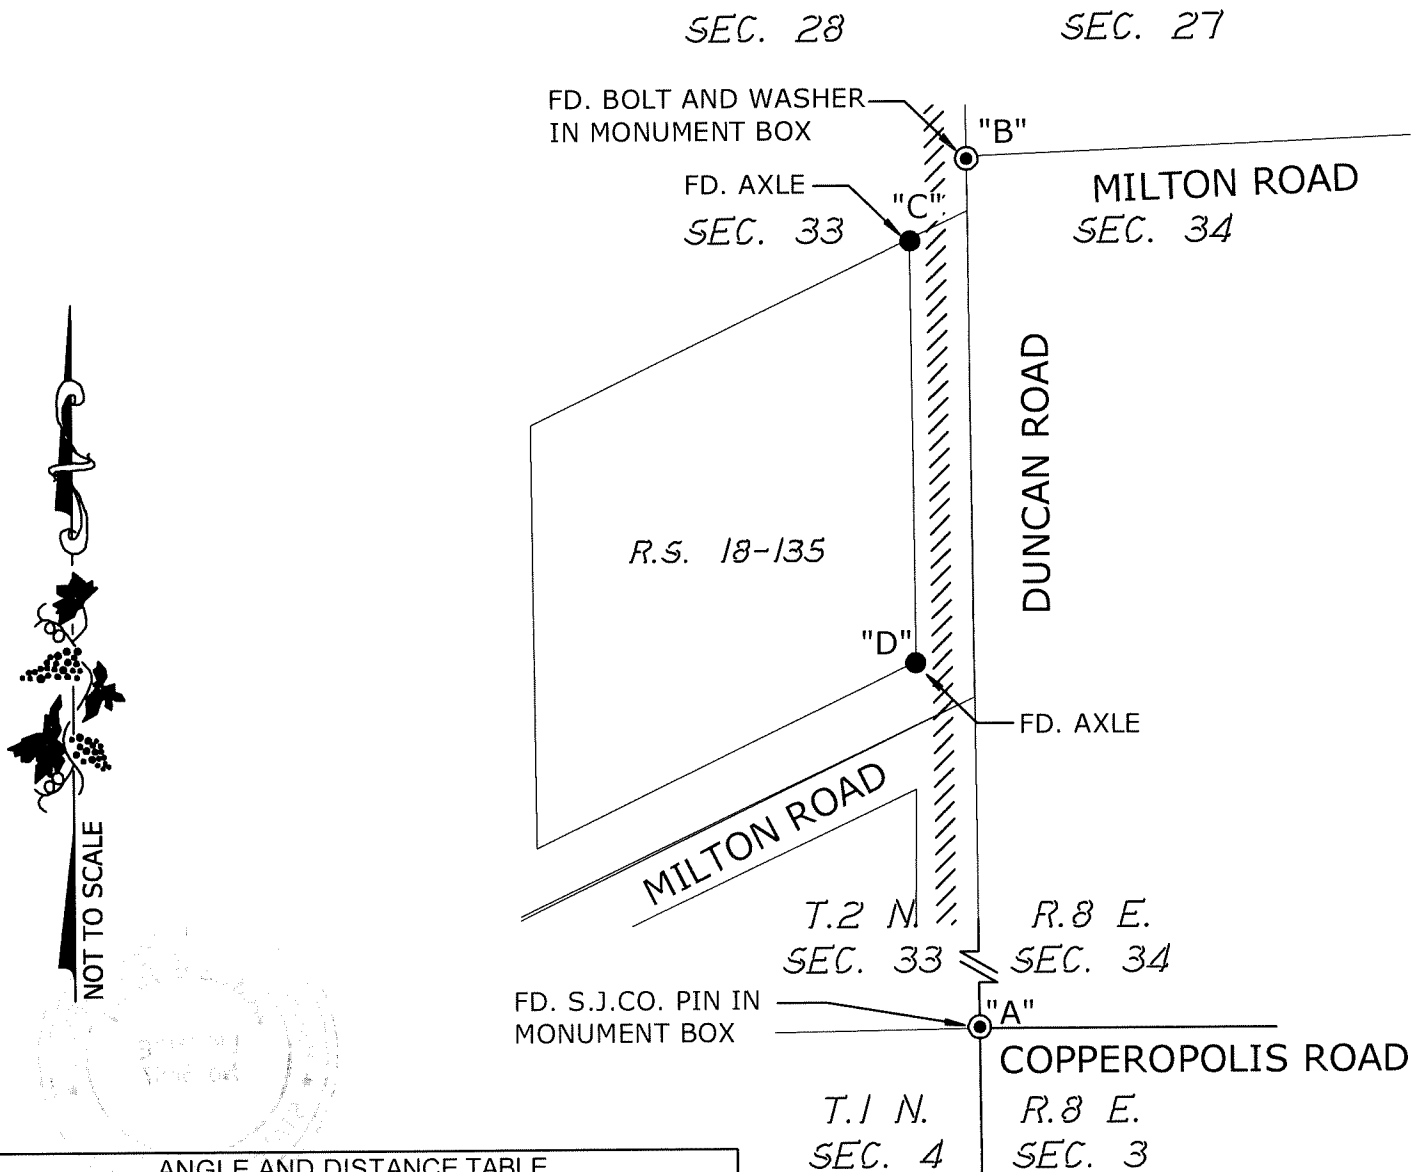 SEC. 28
SEC. 27
FD. BOLT AND WASHER
IN MONUMENT BOX
"B"
MILTON ROAD
FD. AXLE
"C"
SEC. 33
SEC. 34
DUNCAN ROAD
R.S. 18-135
"D"
FD. AXLE
MILTON ROAD
NOT TO SCALE
T.2 N.
R.8 E.
SEC. 33
SEC. 34
FD. S.J.CO. PIN IN
MONUMENT BOX
"A"
COPPEROPOLIS ROAD
T.1 N.
R.8 E.
SEC. 4
SEC. 3
ANGLE AND DISTANCE TABLE